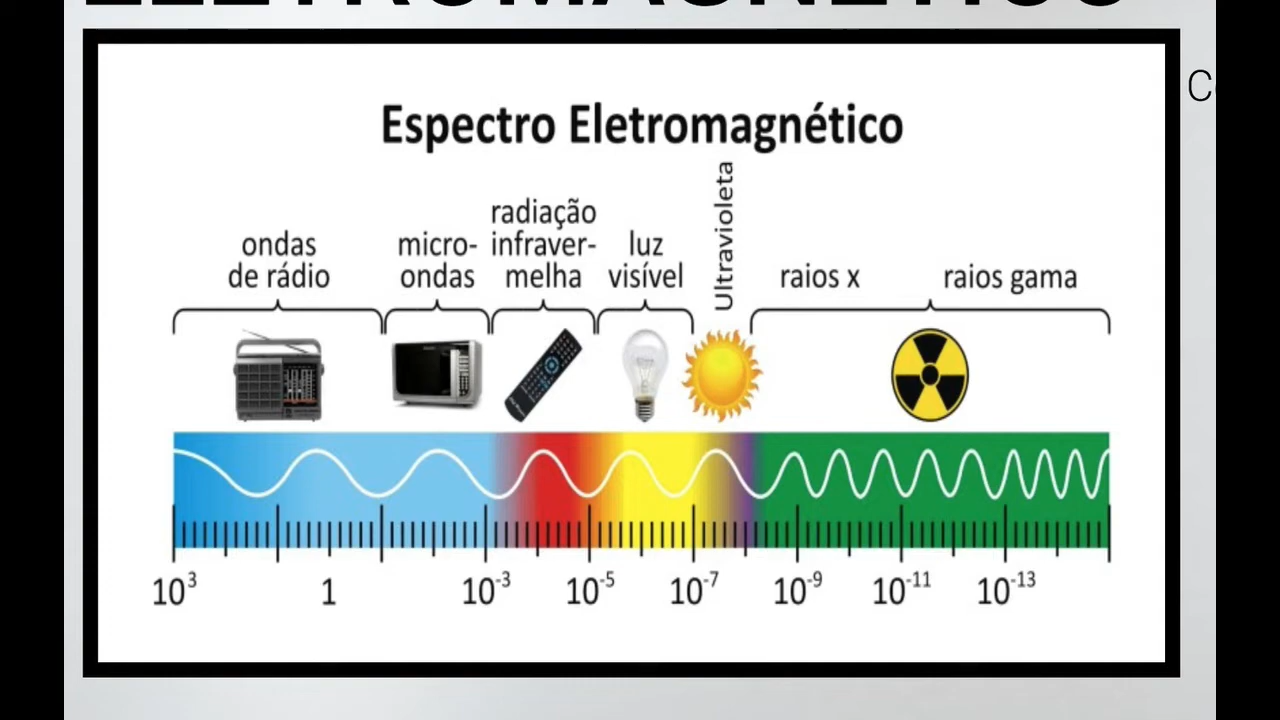 ELETROMAGNÉTICO
Espectro Eletromagnético
ondas
de rádio
micro-
ondas
radiação
infraver-
melha
luz
visível
Ultravioleta
raios x
raios gama
10³
1
10⁻³
10⁻⁵
10⁻⁷
10⁻⁹
10⁻¹¹
10⁻¹³